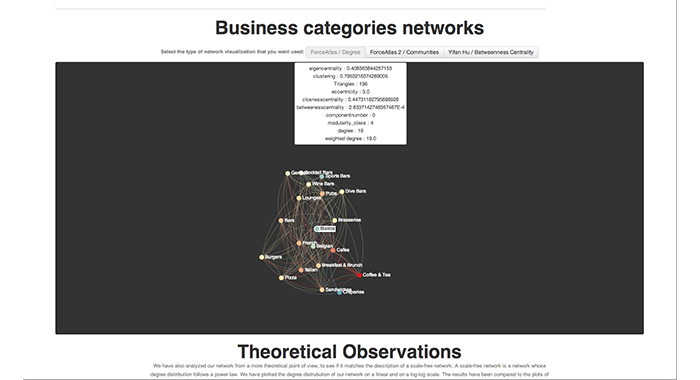 Business categories networks
Select the type of network visualization that you want used: ForceAtlas / Degree ForceAtlas 2 / Communities Yifan Hu / Betweenness Centrality
eigencentrality : 0.408363844257153
clustering : 0.7953216374269005
Triangles : 136
eccentricity : 3.0
closnesscentrality : 0.44731182795698926
betweenesscentrality : 2.6337142748357467E-4
componentnumber : 0
modularity_class : 4
degree : 19
weighted degree : 19.0
Cocktail Bars
Sports Bars
Wine Bars
Dive Bars
Pubs
Lounges
Bars
Brasseries
Bistros
French
Belgian
Cafes
Burgers
Breakfast & Brunch
Italian
Coffee & Tea
Pizza
Sandwiches
Creperies
Theoretical Observations
We have also analyzed our network from a more theoretical point of view, to see if it matches the description of a scale-free network. A scale-free network is a network whose
degree distribution follows a power law. We have plotted the degree distrubution of our network on a linear and on a log-log scale. The results have been compared to the plots of